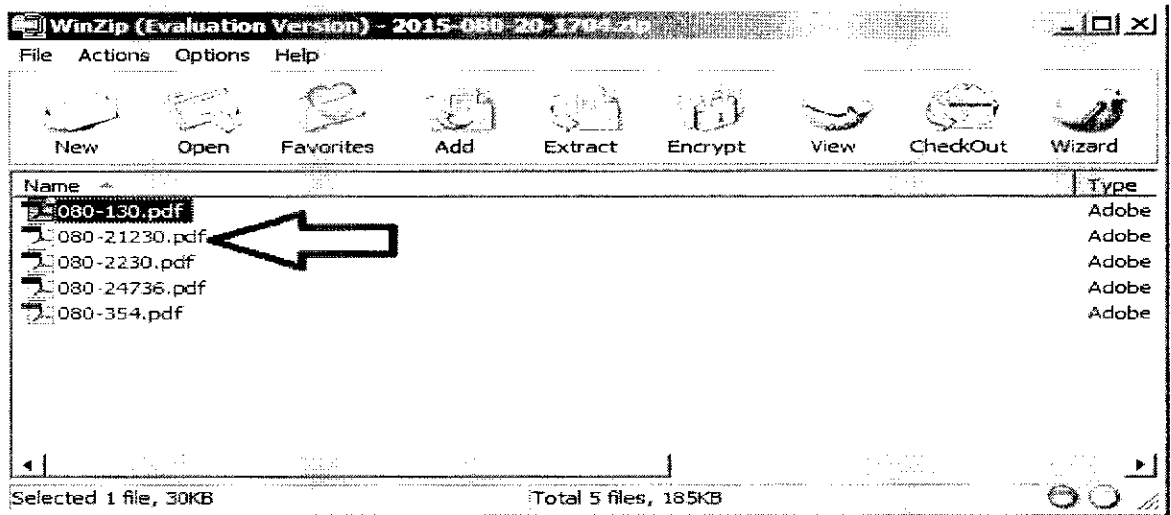 WinZip (Evaluation Version) - 2015-080-20-1794.zip
File Actions Options Help
New Open Favorites Add Extract Encrypt View CheckOut Wizard
Name Type
080-130.pdf Adobe
080-21230.pdf Adobe
080-2230.pdf Adobe
080-24736.pdf Adobe
080-354.pdf Adobe
Selected 1 file, 30KB Total 5 files, 185KB